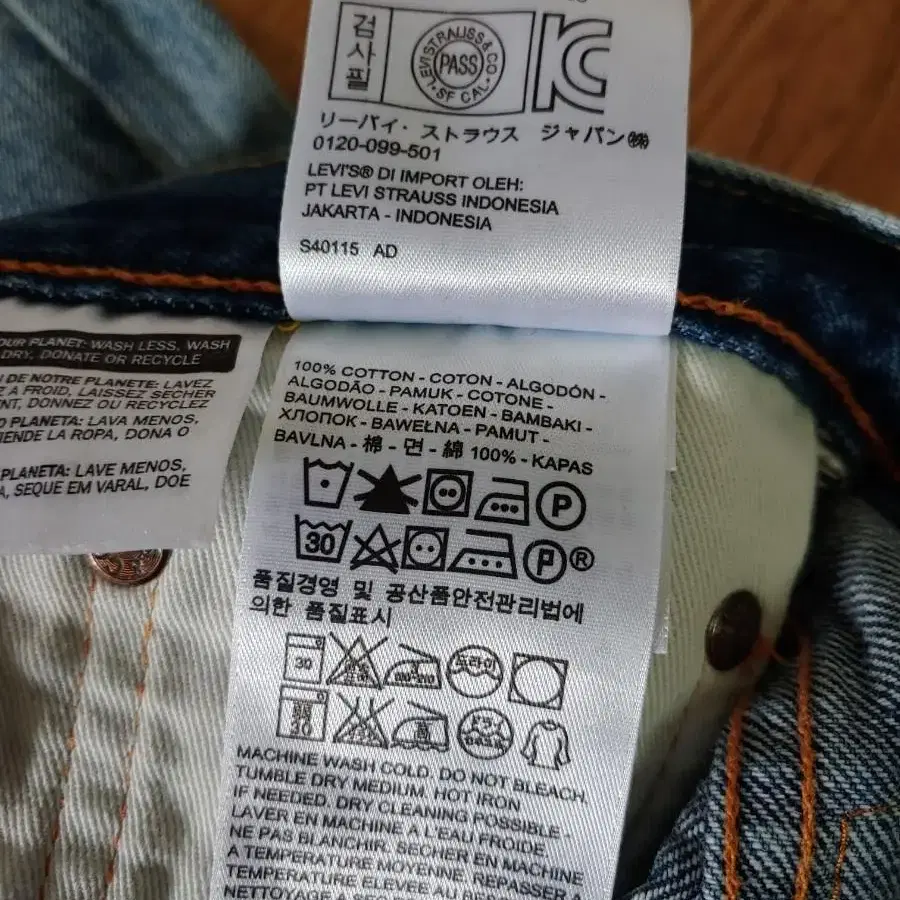 검
사
필
LEVI STRAUSS & CO
PASS
SF CAL.
리ーバイ・ストラウス ジャパン㈱
0120-099-501
LEVI'S® DI IMPORT OLEH:
PT LEVI STRAUSS INDONESIA
JAKARTA - INDONESIA
S40115 AD
OUR PLANET: WASH LESS, WASH
DRY, DONATE OR RECYCLE
DE NOTRE PLANETE: LAVEZ
A FROID, LAISSEZ SECHER
DONNEZ OU RECYCLEZ
PLANETA: LAVA MENOS,
TIENDE LA ROPA, DONA O
PLANETA: LAVE MENOS,
SEQUE EM VARAL, DOE
100% COTTON - COTON - ALGODÓN -
ALGODÃO - PAMUK - COTONE -
BAUMWOLLE - KATOEN - BAMBAKI -
ХЛОПОК - BAWEŁNA - PAMUT -
BAVLNA - 棉 - 면 - 綿 100% - KAPAS
P
30 P®
품질경영 및 공산품안전관리법에
의한 품질표시
30 드라이
30 ドライ
MACHINE WASH COLD. DO NOT BLEACH.
TUMBLE DRY MEDIUM. HOT IRON
IF NEEDED. DRY CLEANING POSSIBLE -
LAVER EN MACHINE A L'EAU FROIDE
NE PAS BLANCHIR. SECHER EN MACHINE
A TEMPERATURE MOYENNE. REPASSER
TEMPERATURE ELEVEE AU
NETTOYAGE A